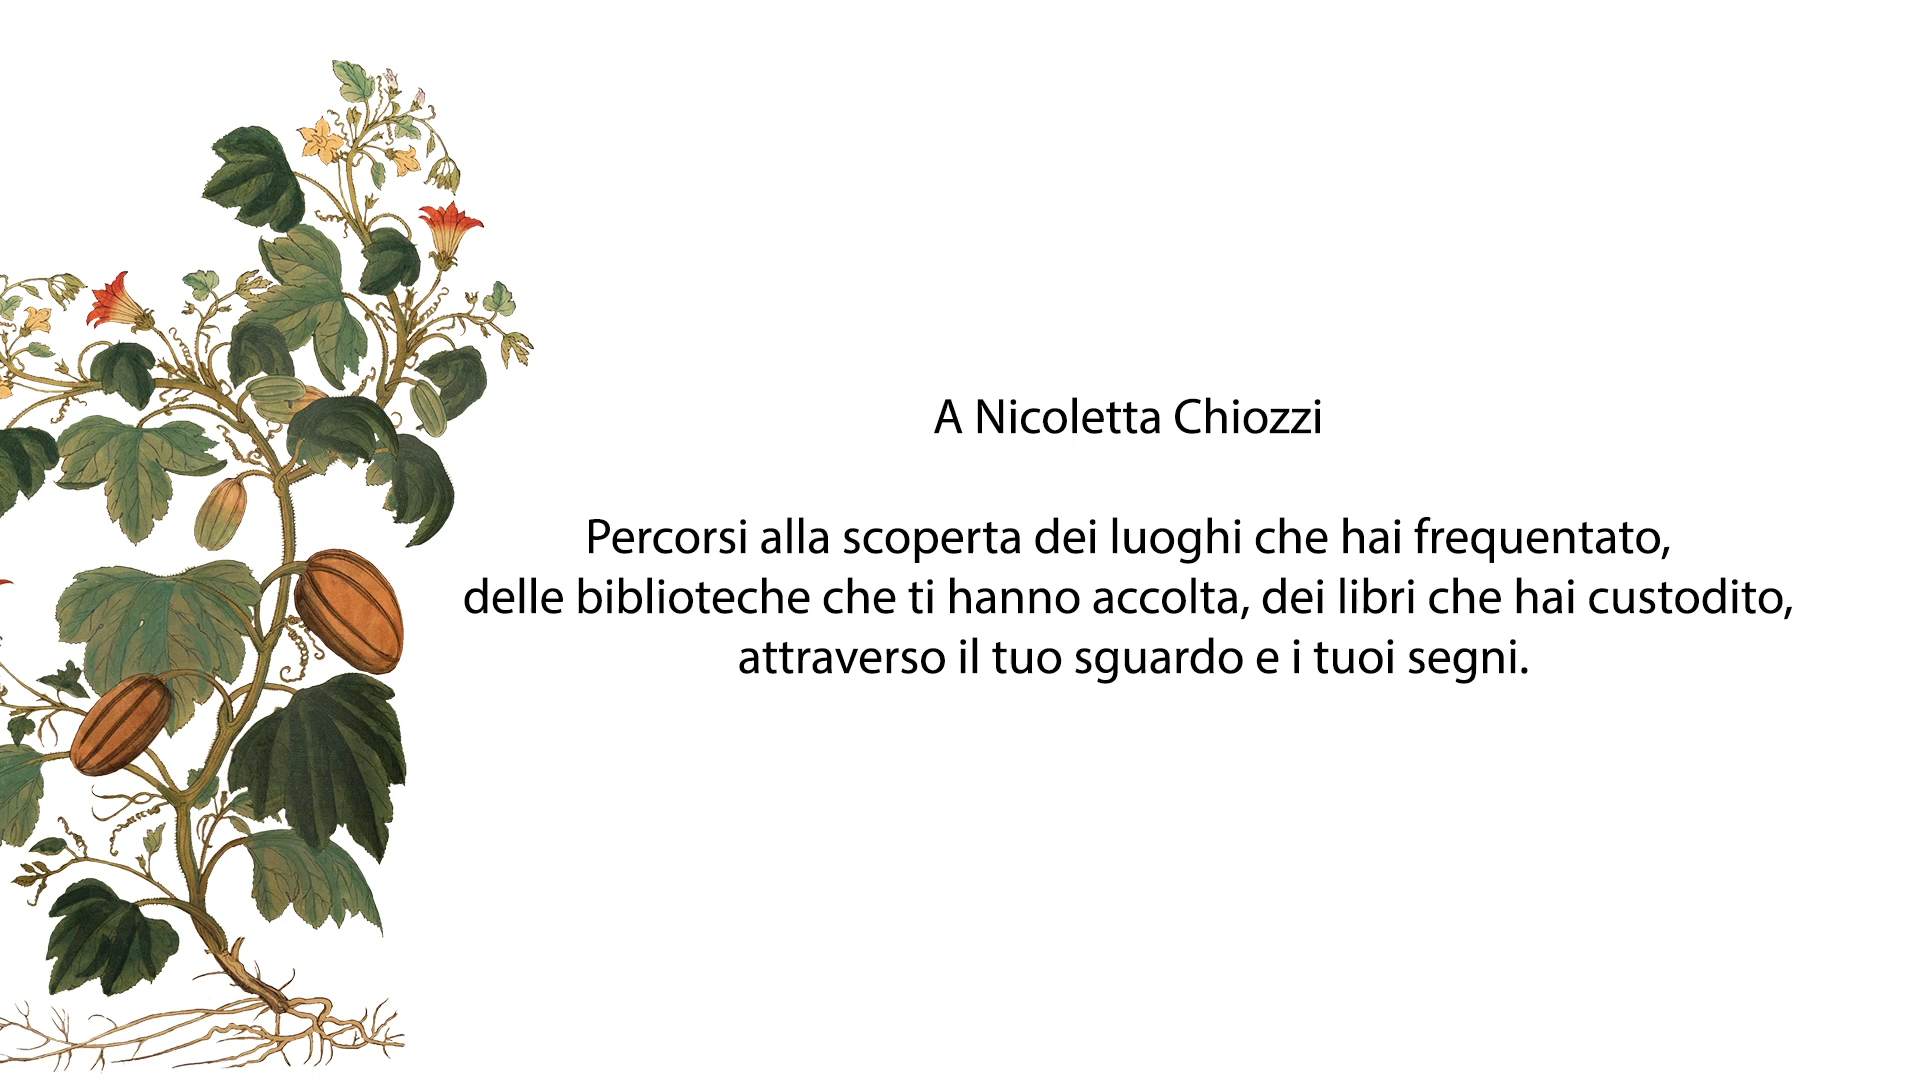 A Nicoletta Chiozzi
Percorsi alla scoperta dei luoghi che hai frequentato,
delle biblioteche che ti hanno accolta, dei libri che hai custodito,
attraverso il tuo sguardo e i tuoi segni.